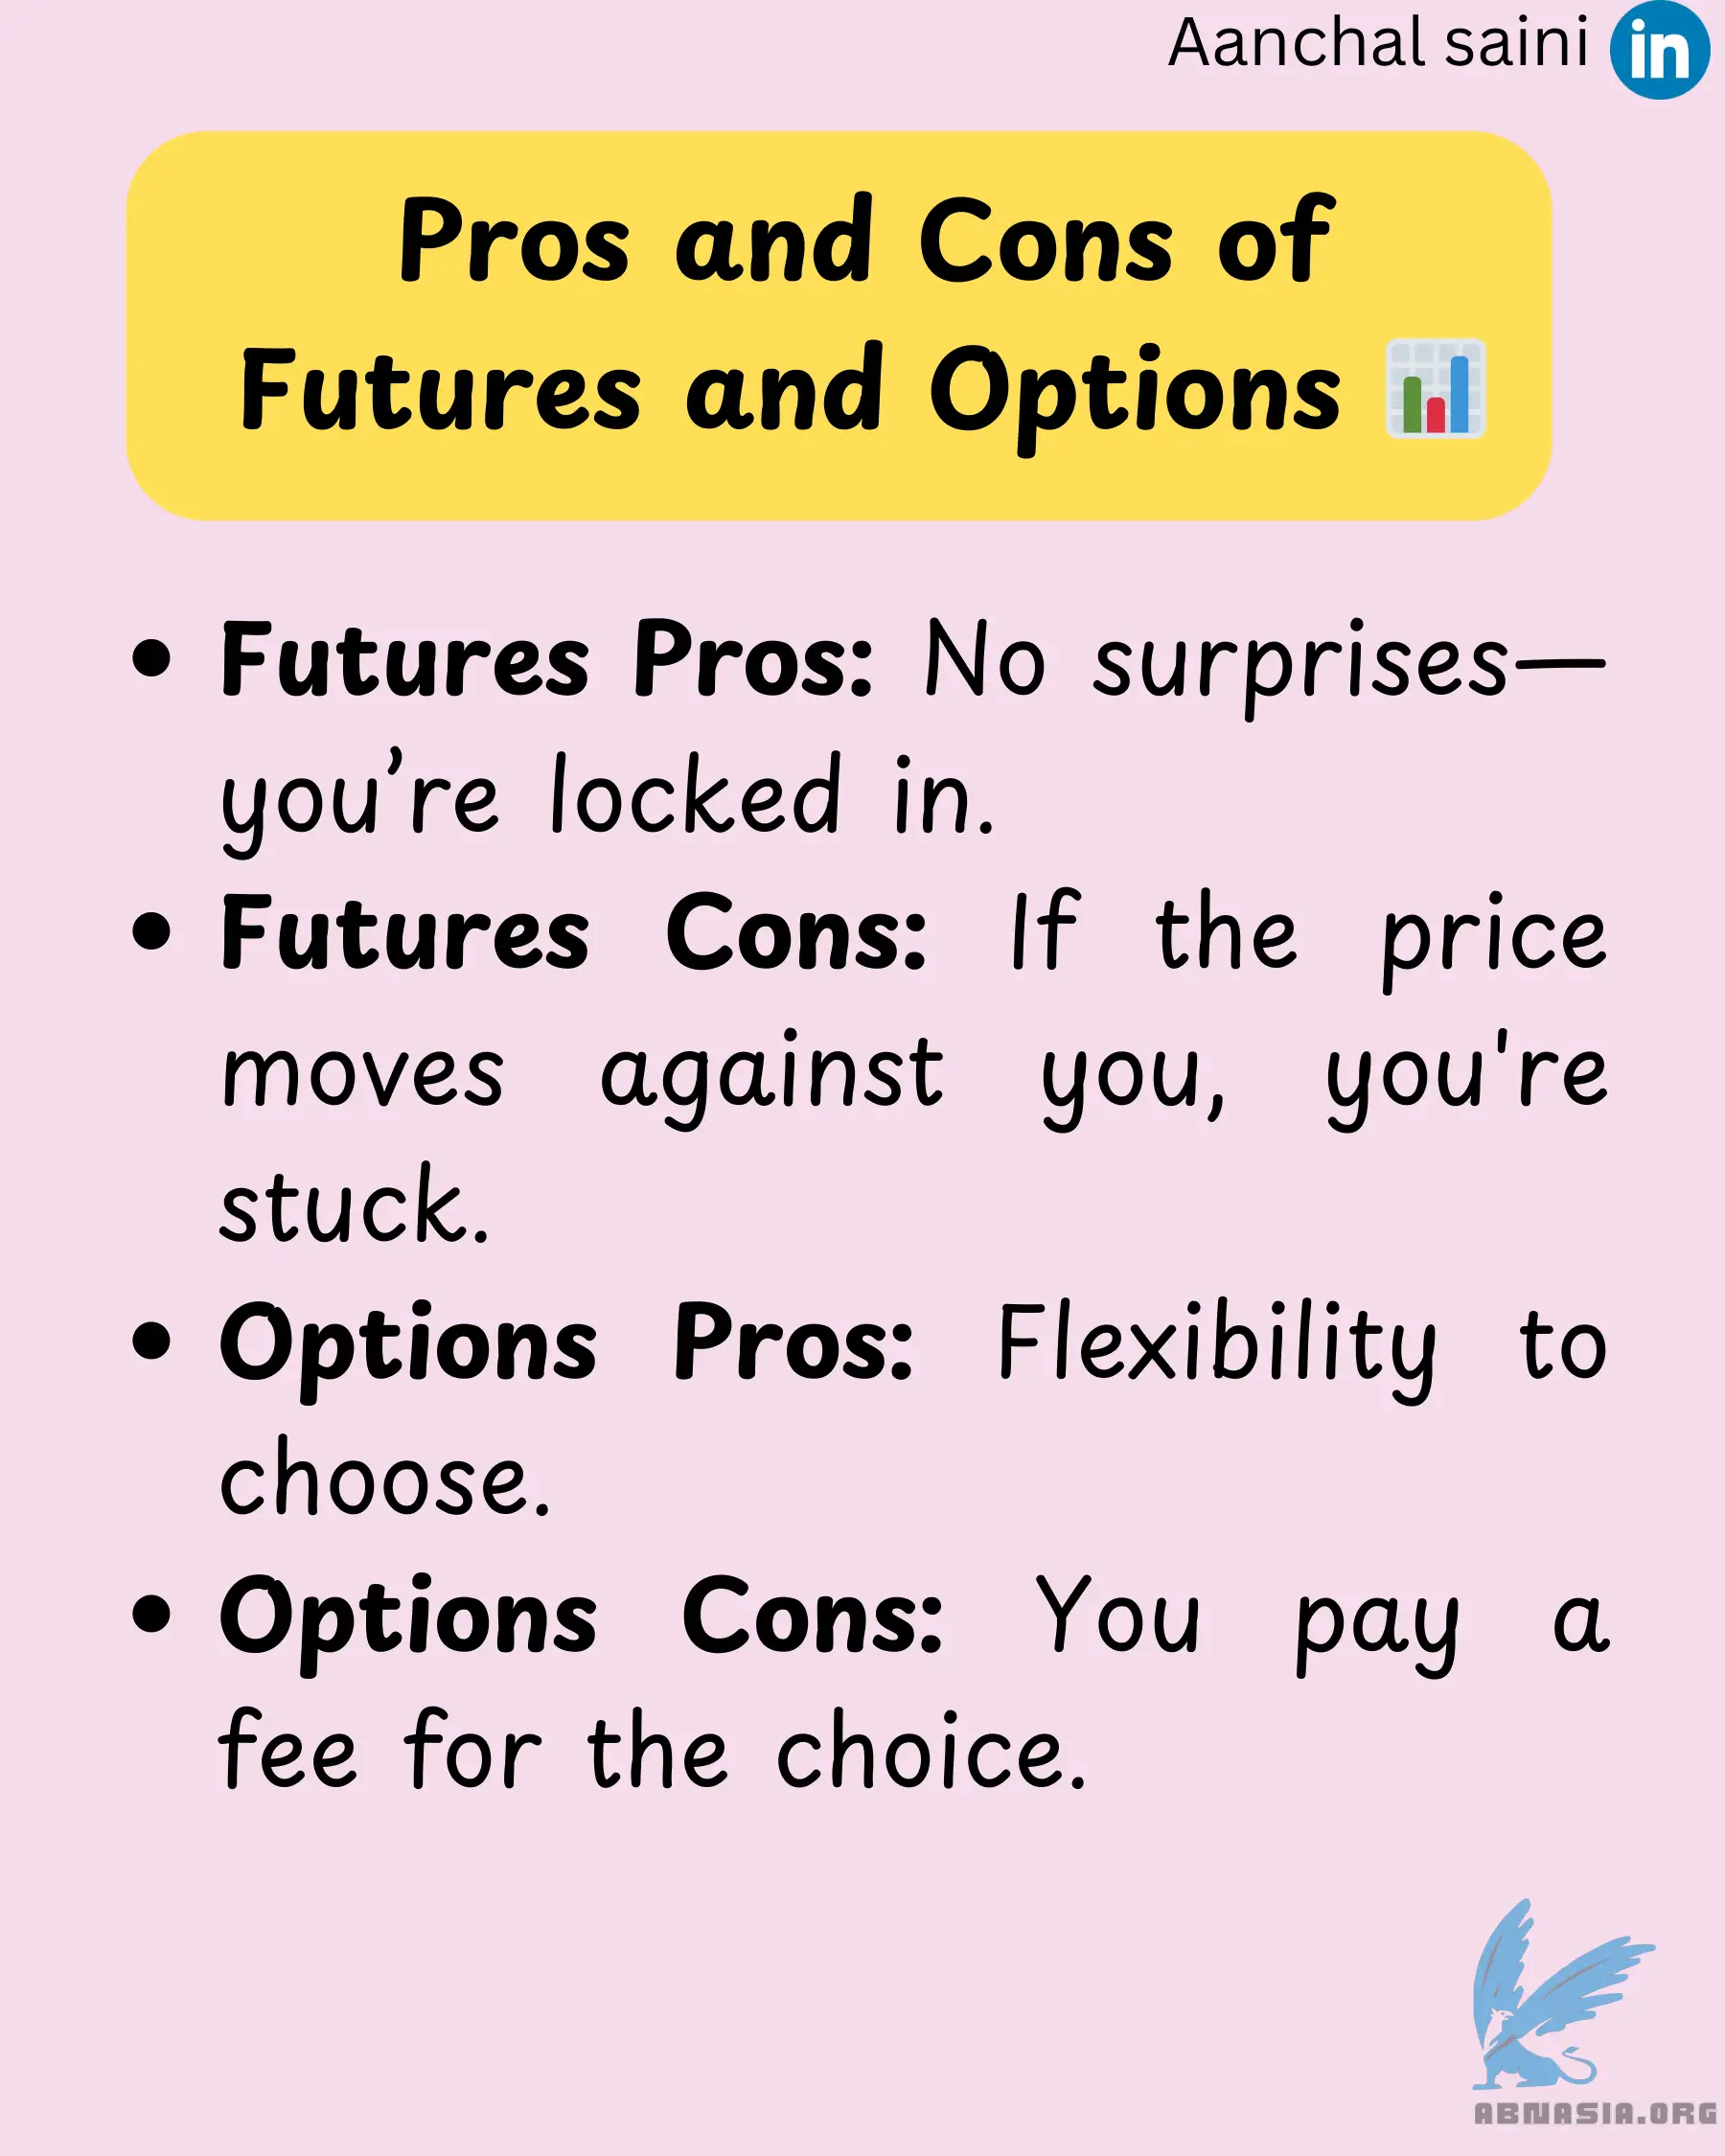 Aanchal saini in
Pros and Cons of
Futures and Options
• Futures Pros: No surprises—
you’re locked in.
• Futures Cons: If the price
moves against you, you're
stuck.
• Options Pros: Flexibility to
choose.
• Options Cons: You pay a
fee for the choice.
ABNASIA.ORG